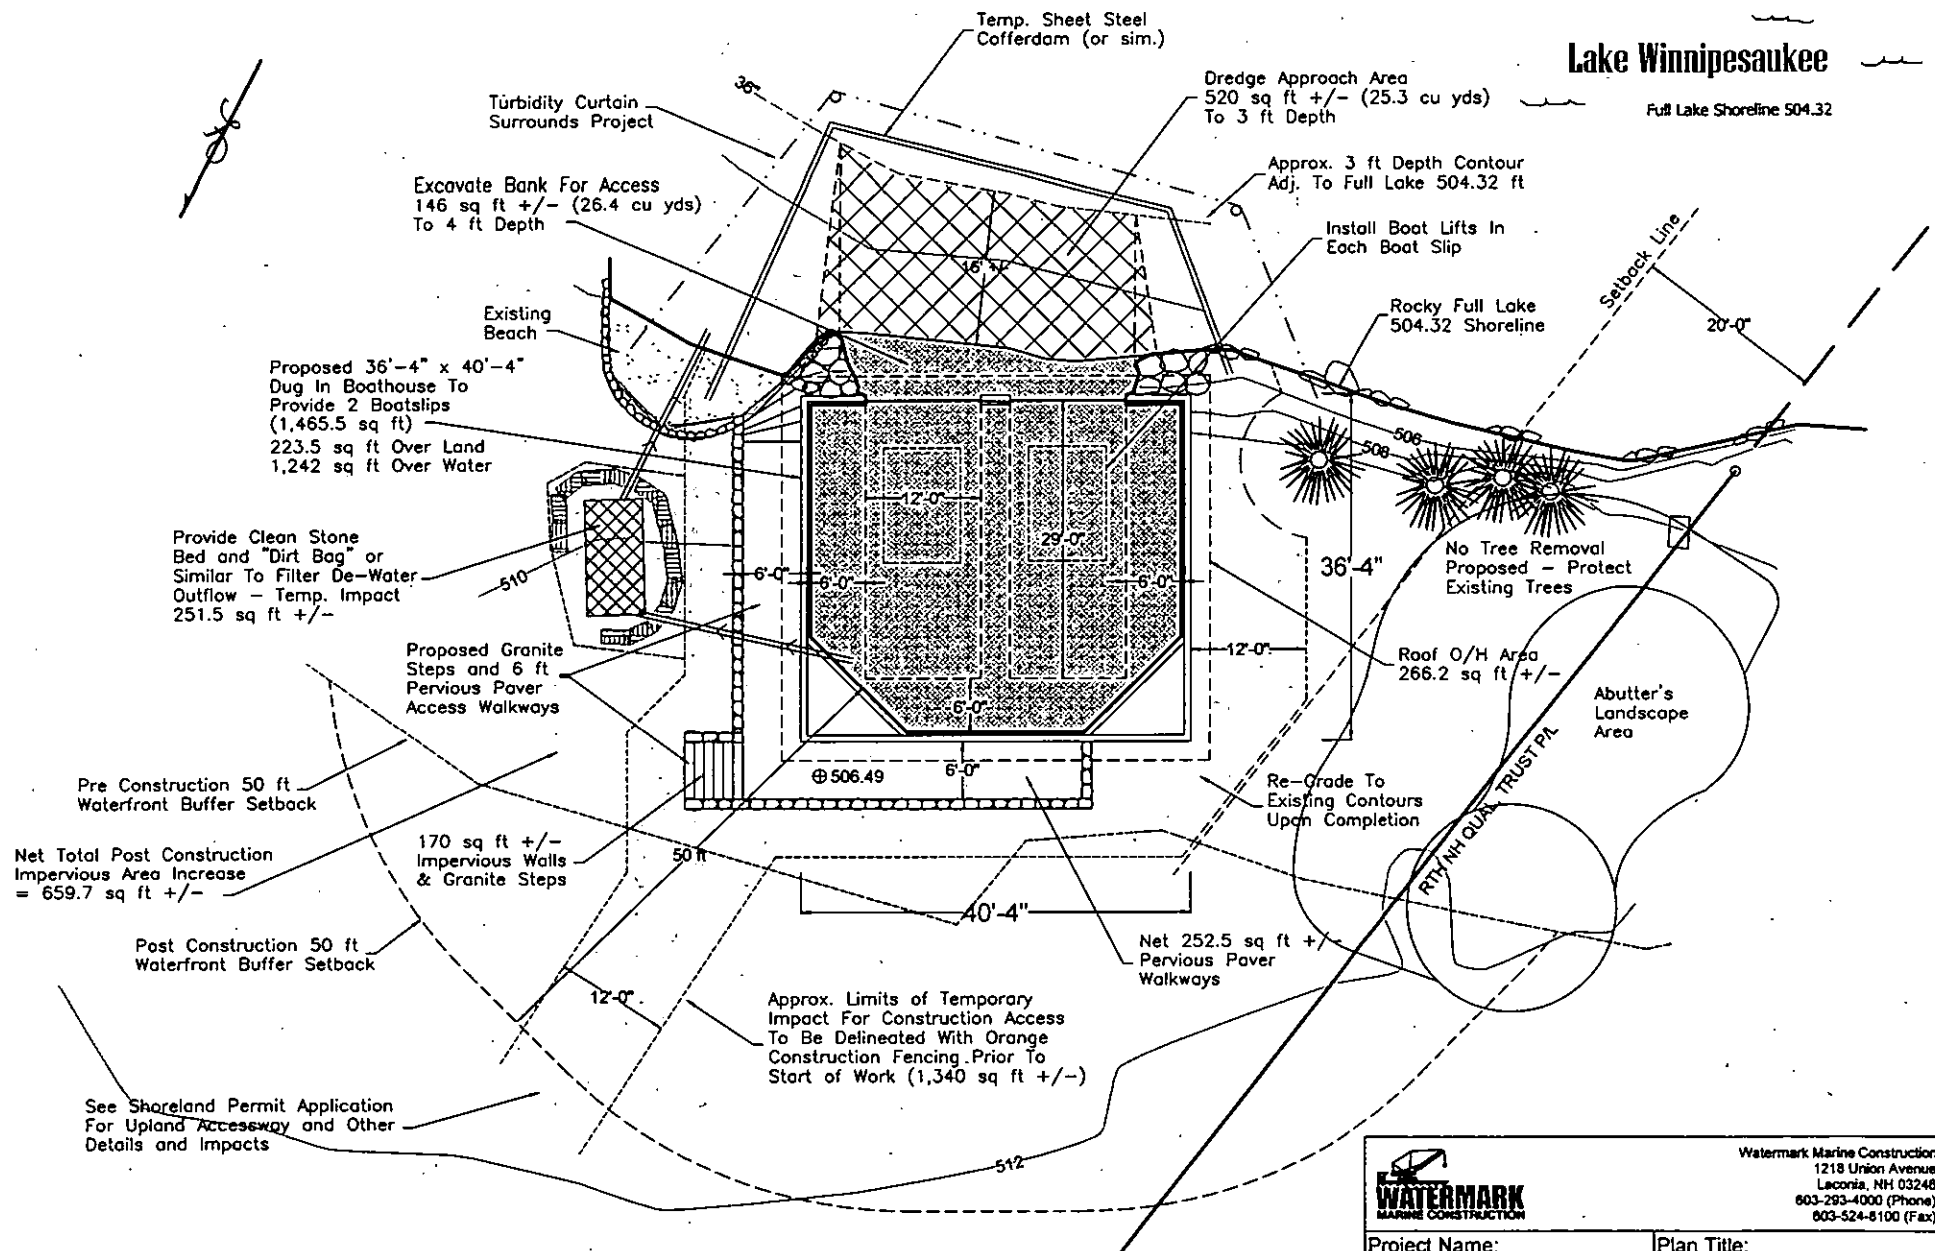 Temp. Sheet Steel
Cofferdam (or sim.)
Lake Winnipesaukee
Full Lake Shoreline 504.32
36"
Turbidity Curtain
Surrounds Project
Dredge Approach Area
520 sq ft +/- (25.3 cu yds)
To 3 ft Depth
Excavate Bank For Access
146 sq ft +/- (26.4 cu yds)
To 4 ft Depth
Approx. 3 ft Depth Contour
Adj. To Full Lake 504.32 ft
Install Boat Lifts In
Each Boat Slip
Setback Line
20'-0"
16' +/-
Existing
Beach
Rocky Full Lake
504.32 Shoreline
Proposed 36'-4" x 40'-4"
Dug In Boathouse To
Provide 2 Boatslips
(1,465.5 sq ft)
223.5 sq ft Over Land
1,242 sq ft Over Water
506
508
12'-0"
29'-0"
Provide Clean Stone
Bed and "Dirt Bag" or
Similar To Filter De-Water
Outflow - Temp. Impact
251.5 sq ft +/-
510
6'-0"
6'-0"
6'-0"
36'-4"
No Tree Removal
Proposed - Protect
Existing Trees
Proposed Granite
Steps and 6 ft
Pervious Paver
Access Walkways
12'-0"
Roof O/H Area
266.2 sq ft +/-
Abutter's
Landscape
Area
6'-0"
RTH NH QUAL TRUST P/L
Pre Construction 50 ft
Waterfront Buffer Setback
506.49
6'-0"
Re-Grade To
Existing Contours
Upon Completion
Net Total Post Construction
Impervious Area Increase
= 659.7 sq ft +/-
170 sq ft +/-
Impervious Walls
& Granite Steps
50 ft
40'-4"
Post Construction 50 ft
Waterfront Buffer Setback
Net 252.5 sq ft +/-
Pervious Paver
Walkways
12'-0"
Approx. Limits of Temporary
Impact For Construction Access
To Be Delineated With Orange
Construction Fencing Prior To
Start of Work (1,340 sq ft +/-)
See Shoreland Permit Application
For Upland Accessway and Other
Details and Impacts
512
WATERMARK
MARINE CONSTRUCTION
Watermark Marine Construction
1218 Union Avenue
Laconia, NH 03246
603-293-4000 (Phone)
603-524-8100 (Fax)
Project Name:
Plan Title: